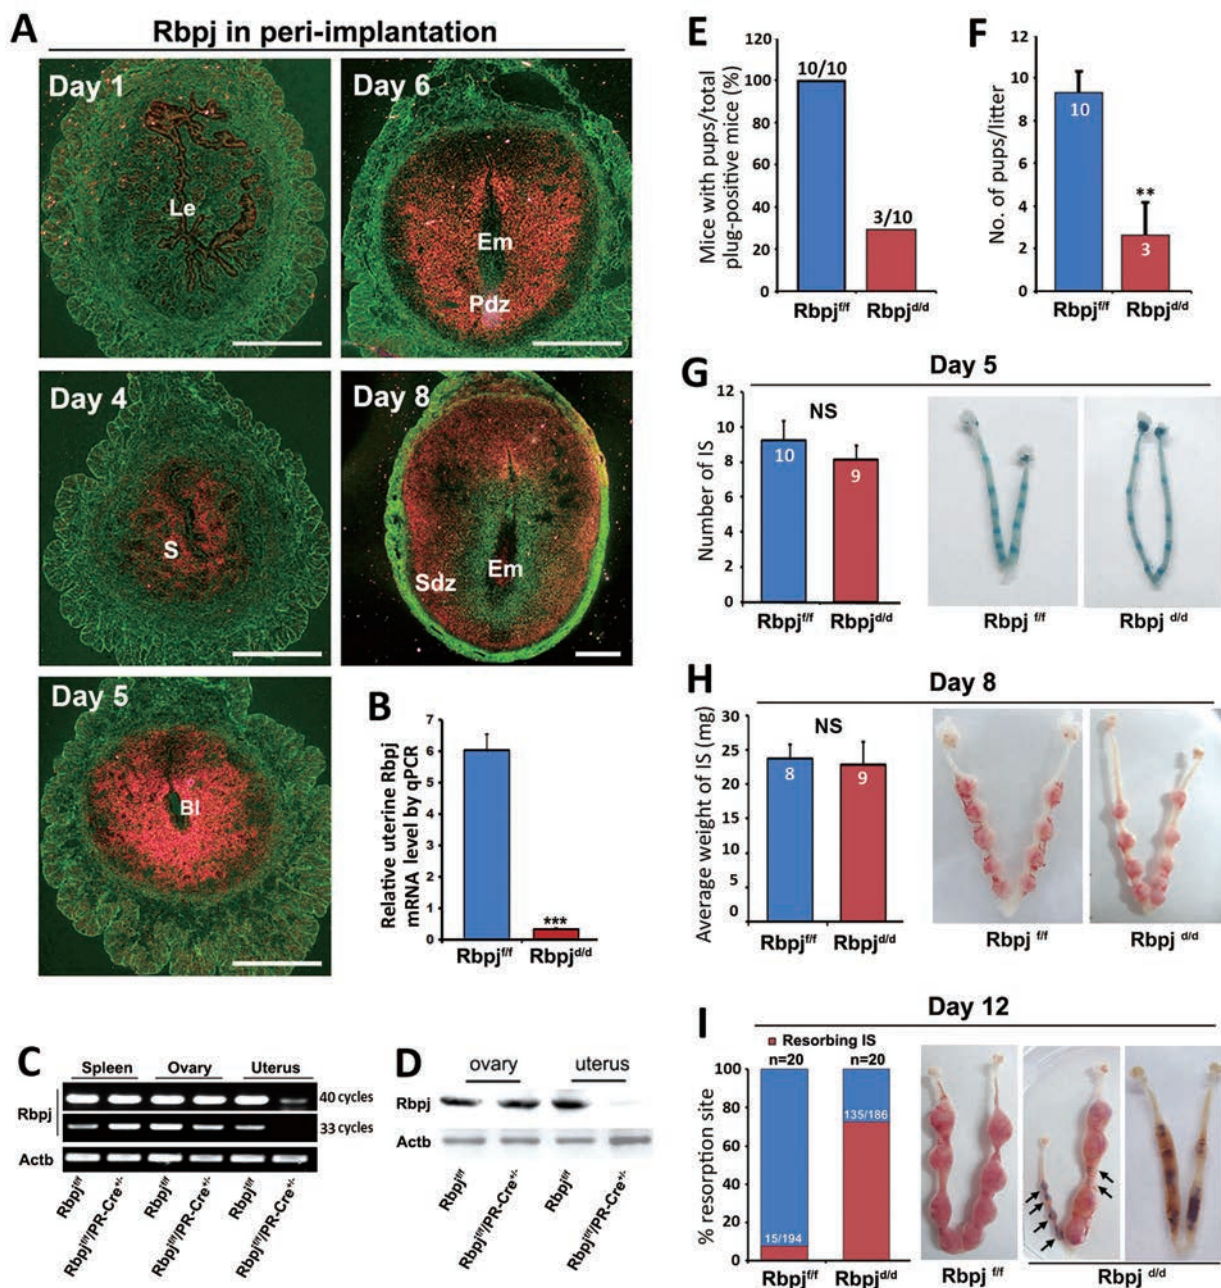 A
Rbpj in peri-implantation
Day 1
Le
Day 6
Em
Pdz
Day 4
S
Day 8
Em
Sdz
Day 5
Bl
B
Relative uterine Rbpj
mRNA level by qPCR
7
6
5
4
3
2
1
0
***
Rbpjf/f
Rbpjd/d
C
Spleen Ovary Uterus
Rbpj
40 cycles
33 cycles
Actb
Rbpjf/f
Rbpjf/f/PR-Cre+/-
Rbpjf/f
Rbpjf/f/PR-Cre+/-
Rbpjf/f
Rbpjf/f/PR-Cre+/-
D
ovary uterus
Rbpj
Actb
Rbpjf/f
Rbpjf/f/PR-Cre+/-
Rbpjf/f
Rbpjf/f/PR-Cre+/-
E
Mice with pups/total
plug-positive mice (%)
120
100
80
60
40
20
0
10/10
3/10
Rbpjf/f
Rbpjd/d
F
No. of pups/litter
12
10
8
6
4
2
0
10
**
3
Rbpjf/f
Rbpjd/d
G
Day 5
Number of IS
12
10
8
6
4
2
0
NS
10
9
Rbpjf/f
Rbpjd/d
Rbpj f/f
Rbpj d/d
H
Day 8
Average weight of IS (mg)
30
25
20
15
10
5
0
NS
8
9
Rbpjf/f
Rbpjd/d
Rbpj f/f
Rbpj d/d
I
Day 12
Resorbing IS
% resorption site
100
80
60
40
20
0
n=20
n=20
15/194
135/186
Rbpjf/f
Rbpjd/d
Rbpj f/f
Rbpj d/d